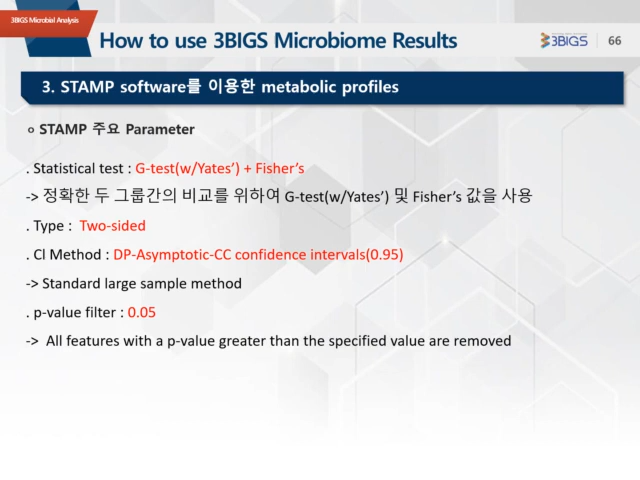 3BIGS Microbial Analysis
How to use 3BIGS Microbiome Results
3BIGS
66
3. STAMP software를 이용한 metabolic profiles
o STAMP 주요 Parameter
. Statistical test : G-test(w/Yates’) + Fisher’s
-> 정확한 두 그룹간의 비교를 위하여 G-test(w/Yates’) 및 Fisher’s 값을 사용
. Type : Two-sided
. Cl Method : DP-Asymptotic-CC confidence intervals(0.95)
-> Standard large sample method
. p-value filter : 0.05
-> All features with a p-value greater than the specified value are removed